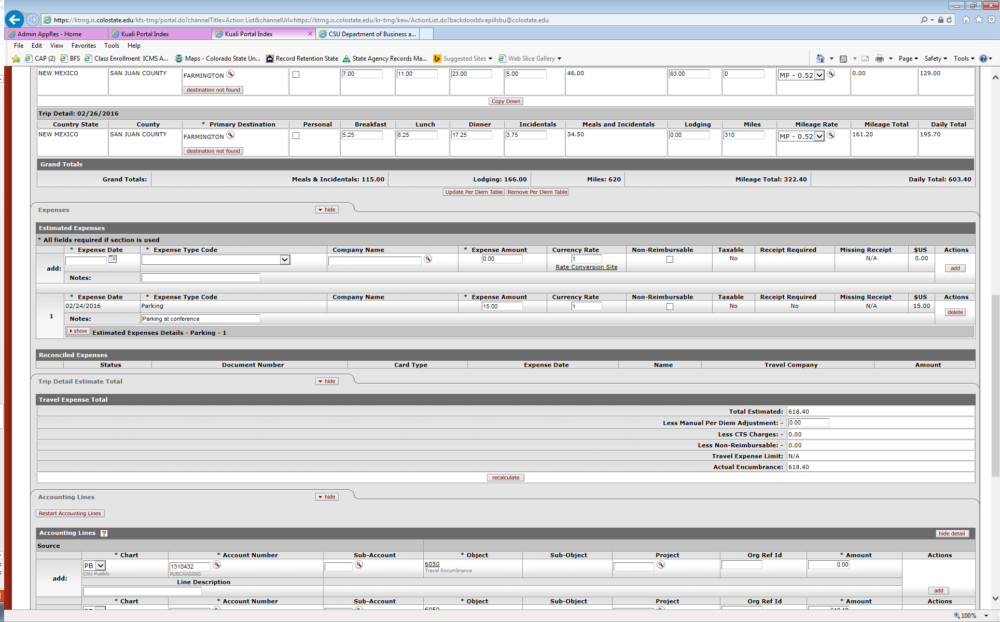 https://ktrng.is.colostate.edu/kfs-trng/portal.do?channelTitle=Action List&channelUrl=https://ktrng.is.colostate.edu/kr-trng/kew/ActionList.do?backdoorId=epillsbu@colostate.edu
Admin AppRes - Home Kuali Portal Index Kuali Portal Index CSU Department of Business a...
File Edit View Favorites Tools Help
CAP (2) BFS Class Enrollment ICMS A... Maps - Colorado State Un... Record Retention State State Agency Records Ma... Suggested Sites Web Slice Gallery Page Safety Tools
NEW MEXICO SAN JUAN COUNTY FARMINGTON 7.00 11.00 23.00 5.00 46.00 83.00 0 MP - 0.52 0.00 129.00
destination not found
Copy Down
Trip Detail: 02/26/2016
Country State County * Primary Destination Personal Breakfast Lunch Dinner Incidentals Meals and Incidentals Lodging Miles Mileage Rate Mileage Total Daily Total
NEW MEXICO SAN JUAN COUNTY FARMINGTON 5.25 8.25 17.25 3.75 34.50 0.00 310 MP - 0.52 161.20 195.70
destination not found
Grand Totals
Grand Totals: Meals & Incidentals: 115.00 Lodging: 166.00 Miles: 620 Mileage Total: 322.40 Daily Total: 603.40
Update Per Diem Table Remove Per Diem Table
Expenses hide
Estimated Expenses
* All fields required if section is used
* Expense Date * Expense Type Code Company Name * Expense Amount Currency Rate Non-Reimbursable Taxable Receipt Required Missing Receipt $US Actions
add: 0.00 1 No N/A 0.00
Rate Conversion Site add
Notes:
* Expense Date * Expense Type Code Company Name * Expense Amount Currency Rate Non-Reimbursable Taxable Receipt Required Missing Receipt $US Actions
1 02/24/2016 Parking 15.00 1 No No N/A 15.00 delete
Notes: Parking at conference
show Estimated Expenses Details - Parking - 1
Reconciled Expenses
Status Document Number Card Type Expense Date Name Travel Company Amount
Trip Detail Estimate Total hide
Travel Expense Total
Total Estimated: 618.40
Less Manual Per Diem Adjustment: - 0.00
Less CTS Charges: - 0.00
Less Non-Reimbursable: - 0.00
Travel Expense Limit: N/A
Actual Encumbrance: 618.40
recalculate
Accounting Lines hide
Restart Accounting Lines
Accounting Lines ? hide detail
Source
* Chart * Account Number Sub-Account * Object Sub-Object Project Org Ref Id * Amount Actions
add: PB 1310432 6050 0.00
CSU Pueblo PURCHASING Travel Encumbrance
Line Description
add
* Chart * Account Number Sub-Account * Object Sub-Object Project Org Ref Id * Amount Actions
100%